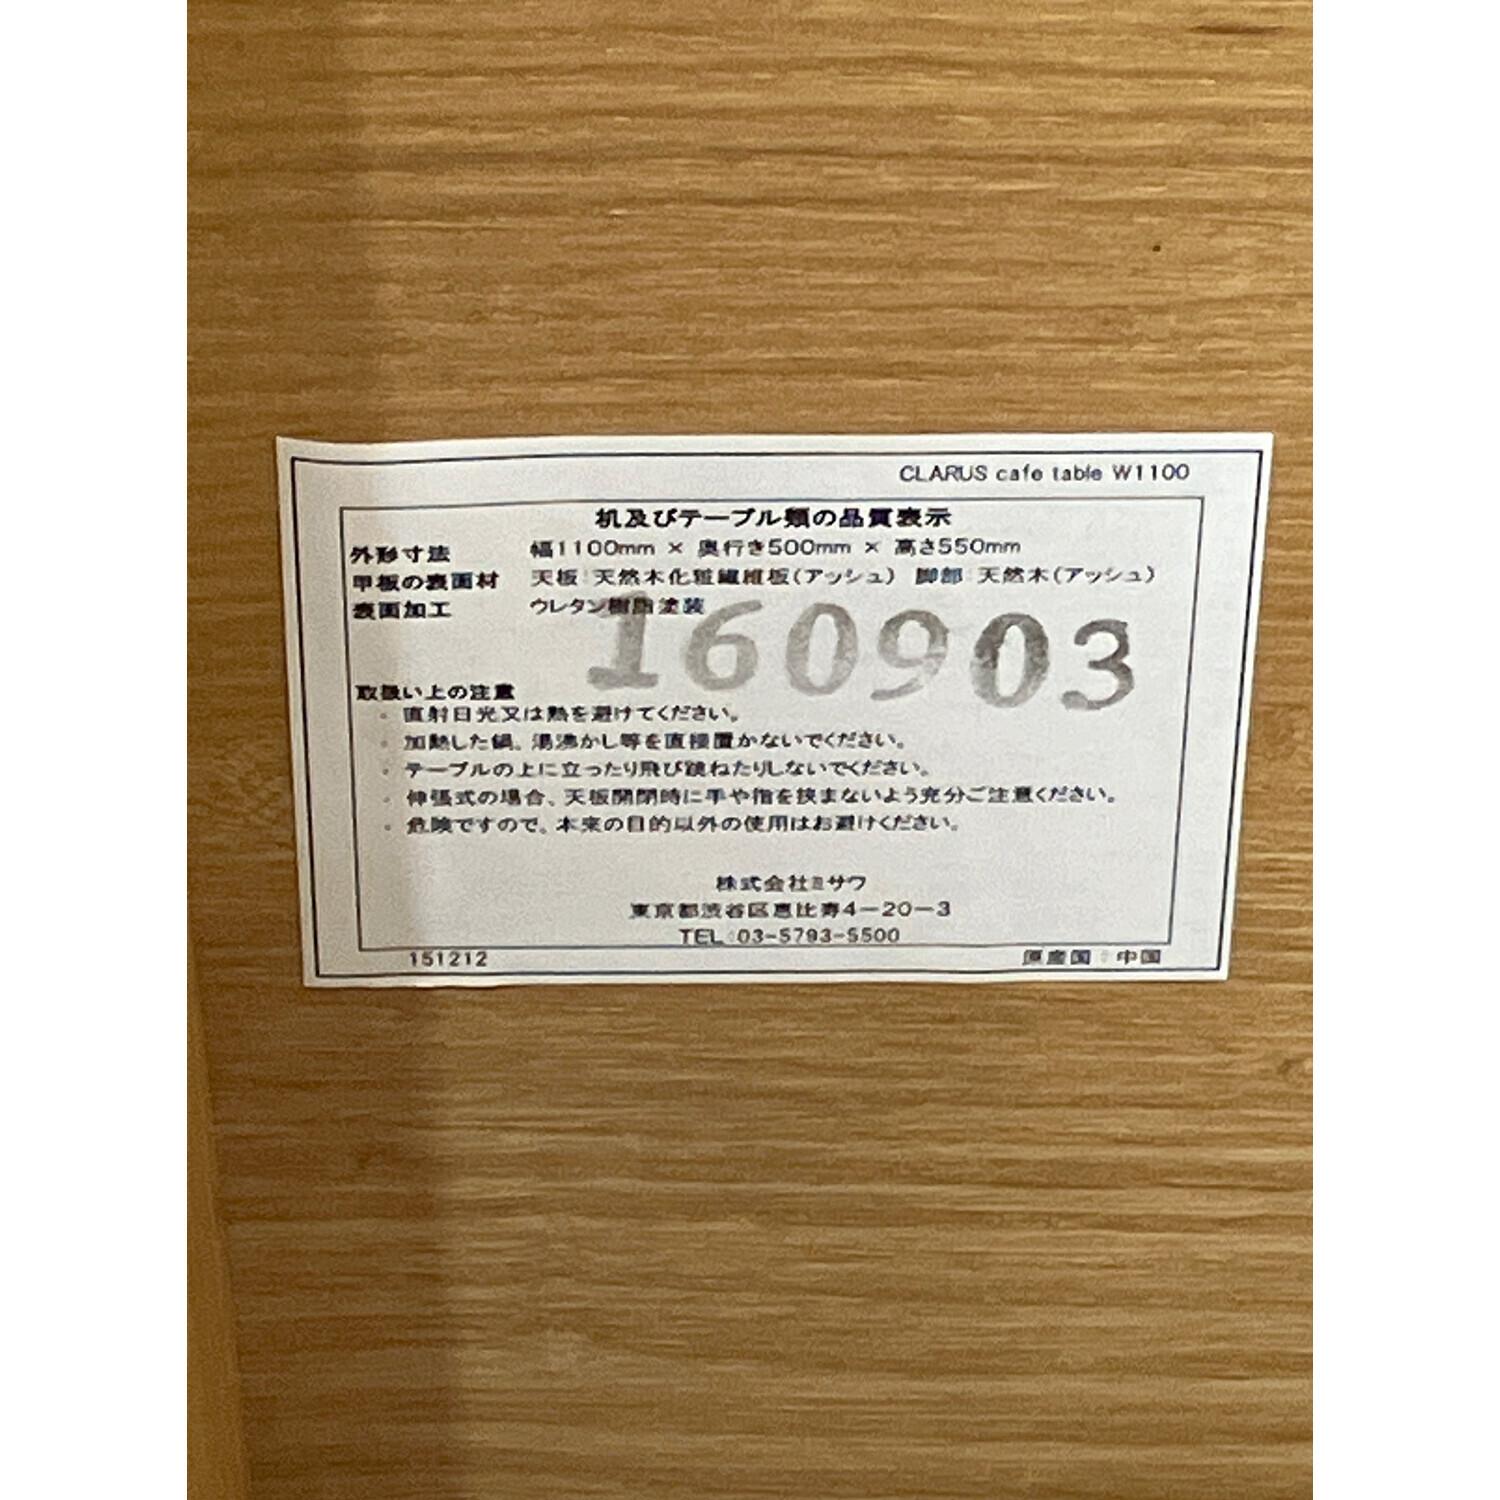 CLARUS cafe table W1100
机及びテーブル類の品質表示
外形寸法 幅1100mm × 奥行き500mm × 高さ550mm
甲板の表面材 天板:天然木化粧繊維板(アッシュ) 脚部:天然木(アッシュ)
表面加工 ウレタン樹脂塗装
160903
取扱い上の注意
・ 直射日光又は熱を避けてください。
・ 加熱した鍋、湯沸かし等を直接置かないでください。
・ テーブルの上に立ったり飛び跳ねたりしないでください。
・ 伸張式の場合、天板開閉時に手や指を挟まないよう充分ご注意ください。
・ 危険ですので、本来の目的以外の使用はお避けください。
株式会社ミサワ
東京都渋谷区恵比寿4-20-3
TEL:03-5793-5500
151212 原産国:中国